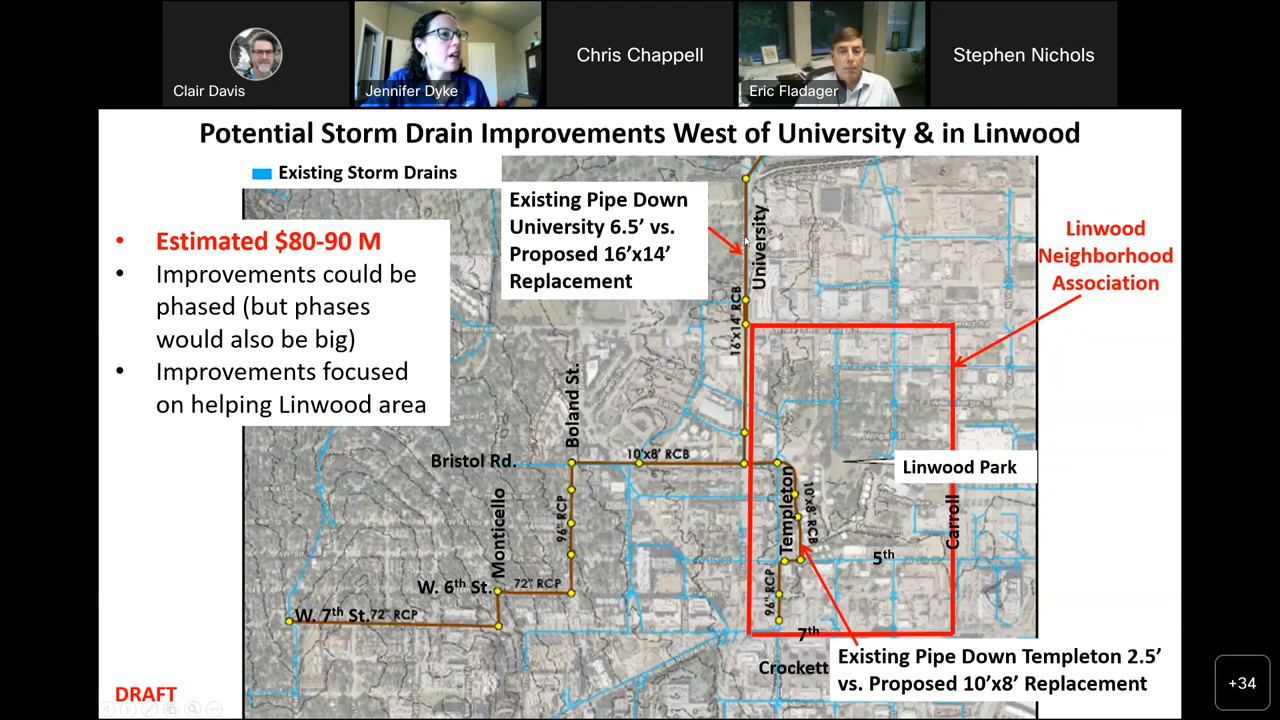 Clair Davis
Jennifer Dyke
Chris Chappell
Eric Fladager
Stephen Nichols
Potential Storm Drain Improvements West of University & in Linwood
Existing Storm Drains
• Estimated $80-90 M
• Improvements could be
phased (but phases
would also be big)
• Improvements focused
on helping Linwood area
Existing Pipe Down
University 6.5’ vs.
Proposed 16’x14’
Replacement
University
16'x14' RCB
Linwood
Neighborhood
Association
Boland St.
Bristol Rd.
10'x8' RCB
Linwood Park
Monticello
96" RCP
Templeton
10'x8' RCB
Carroll
5th
W. 6th St.
72" RCP
96" RCP
W. 7th St.
72" RCP
7th
Crockett
Existing Pipe Down Templeton 2.5’
vs. Proposed 10’x8’ Replacement
DRAFT
+34